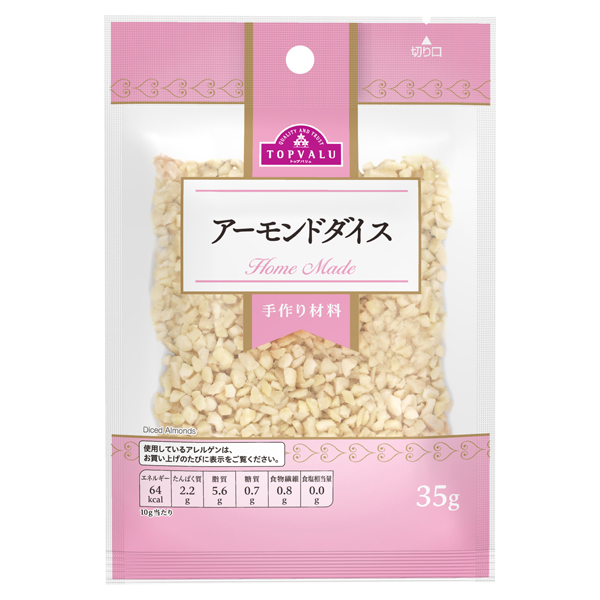 切り口
QUALITY AND TRUST
TOPVALU
トップバリュ
アーモンドダイス
Home Made
手作り材料
Diced Almonds
使用しているアレルゲンは、
お買い上げのたびに表示をご覧ください。
エネルギー たんぱく質 脂質 糖質 食物繊維 食塩相当量
64 kcal 2.2 g 5.6 g 0.7 g 0.8 g 0.0 g
10g当たり
35g